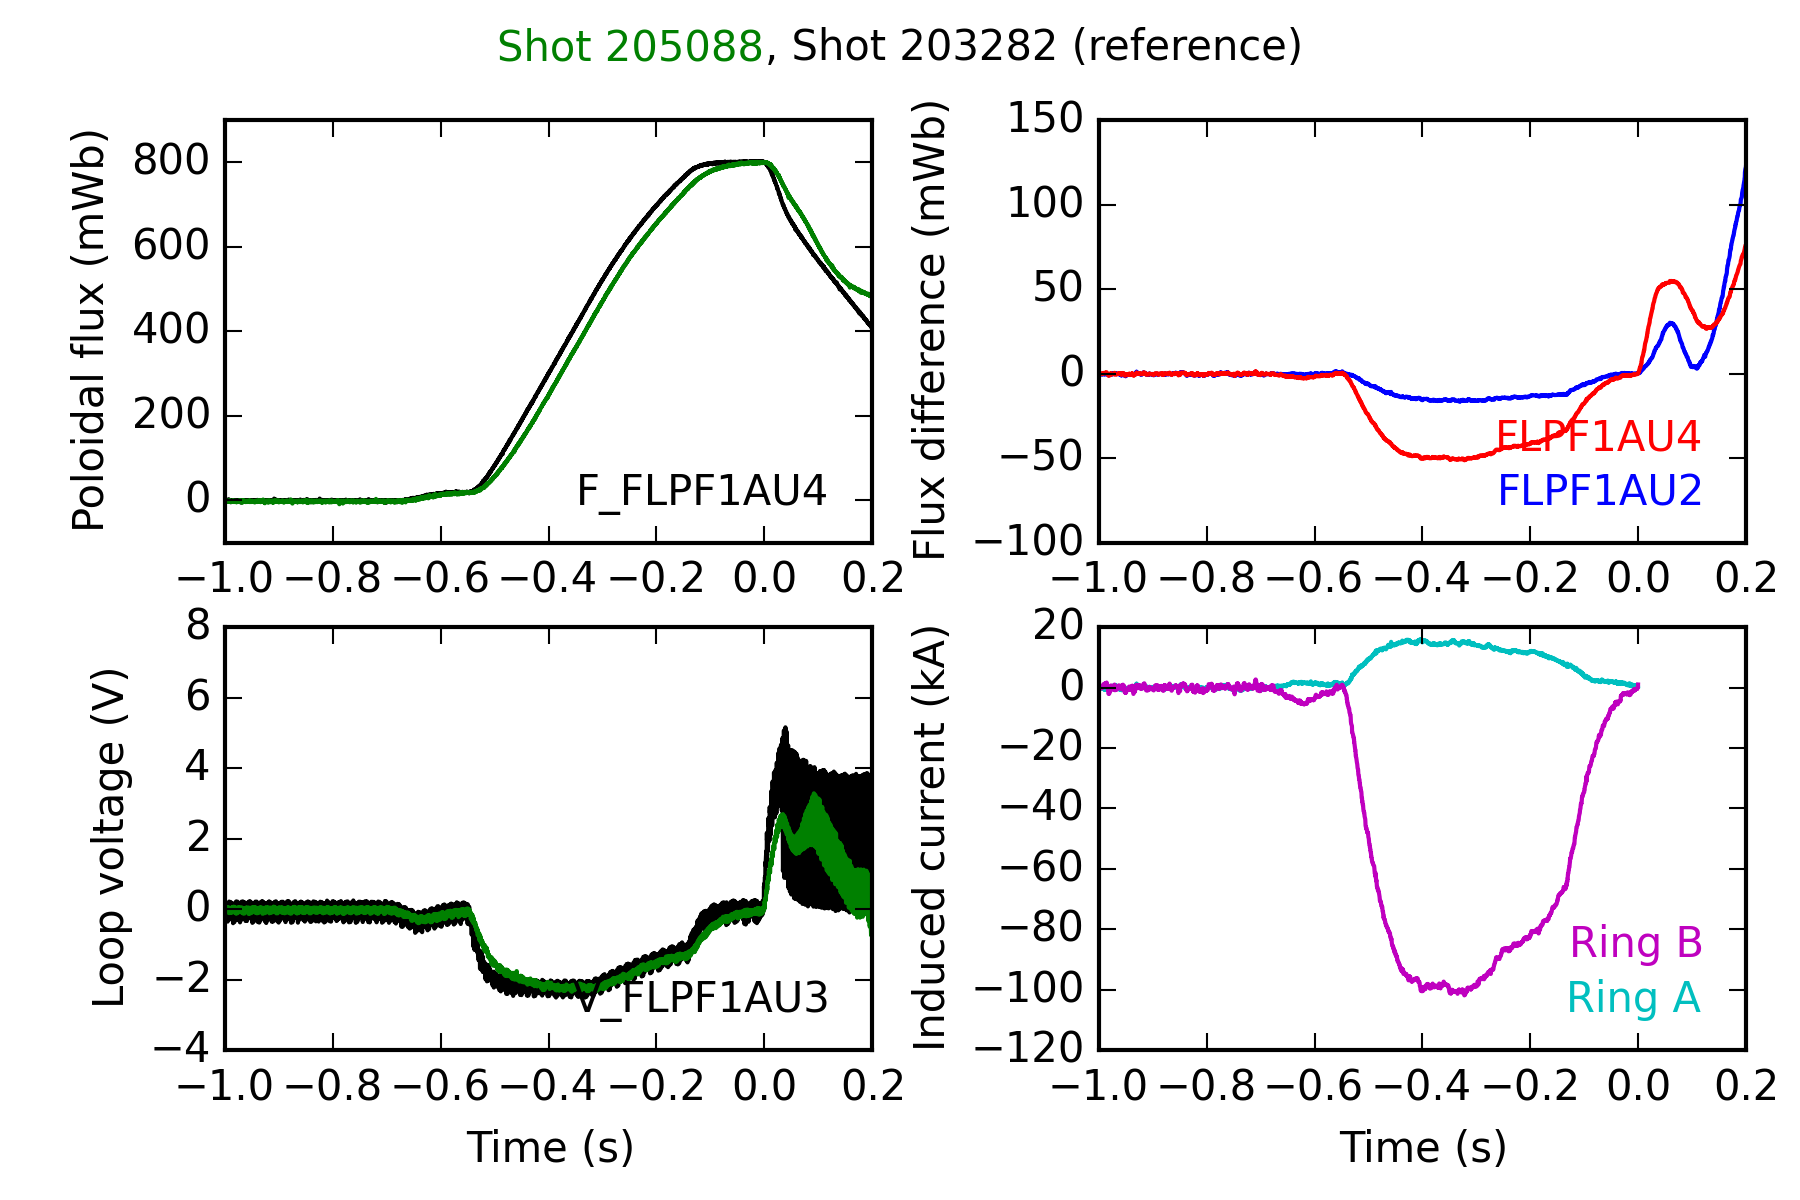 Shot 205088, Shot 203282 (reference)
Poloidal flux (mWb)
800
600
400
200
0
F_FLPF1AU4
−1.0 −0.8 −0.6 −0.4 −0.2 0.0 0.2
Flux difference (mWb)
150
100
50
0
−50
−100
FLPF1AU4
FLPF1AU2
−1.0 −0.8 −0.6 −0.4 −0.2 0.0 0.2
Loop voltage (V)
8
6
4
2
0
−2
−4
V_FLPF1AU3
−1.0 −0.8 −0.6 −0.4 −0.2 0.0 0.2
Time (s)
Induced current (kA)
20
0
−20
−40
−60
−80
−100
−120
Ring B
Ring A
−1.0 −0.8 −0.6 −0.4 −0.2 0.0 0.2
Time (s)